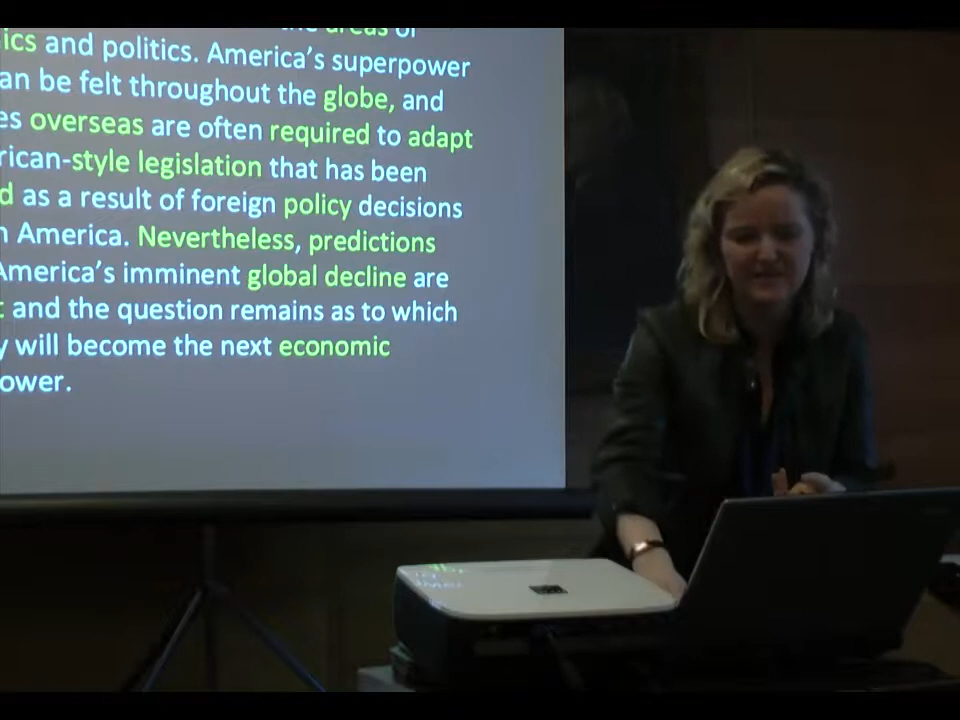 areas of
ics and politics. America's superpower
an be felt throughout the globe, and
es overseas are often required to adapt
rican-style legislation that has been
d as a result of foreign policy decisions
n America. Nevertheless, predictions
America's imminent global decline are
t and the question remains as to which
y will become the next economic
ower.